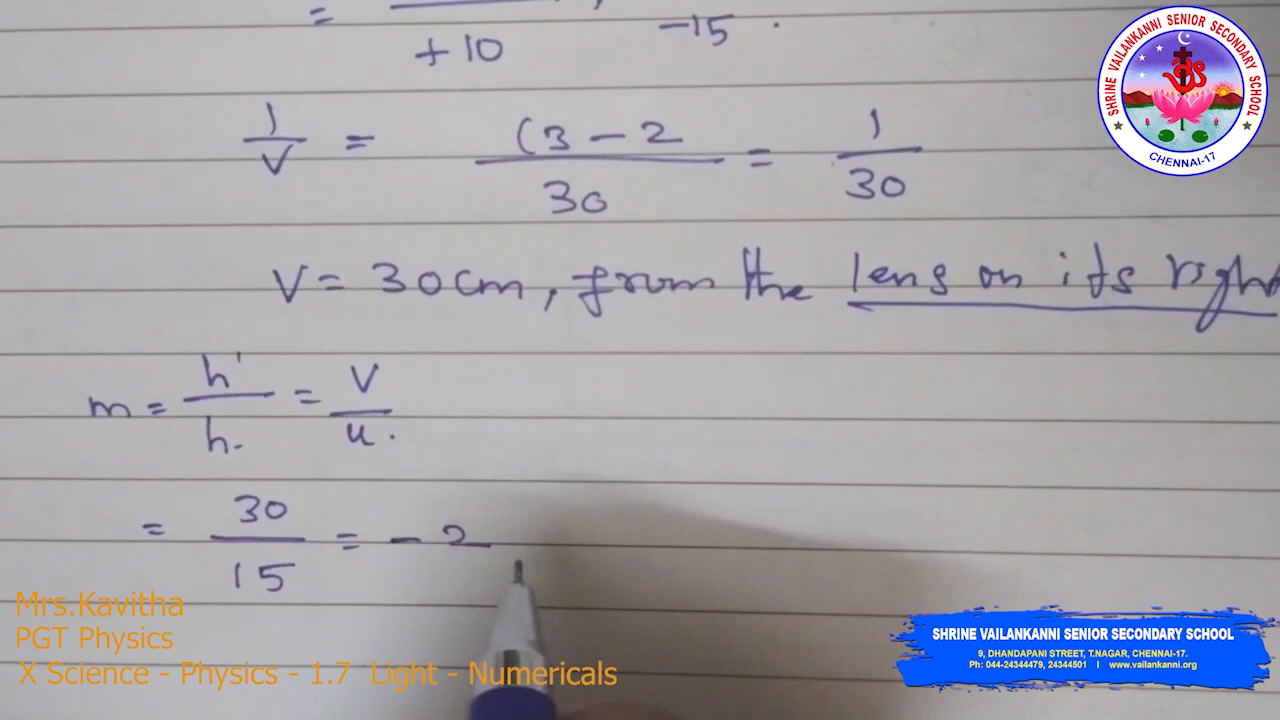 =
+10
-15 .
1/V = (3 - 2/30 = 1/30
V = 30cm, from the lens on its right
m = h'/h. = V/u.
= 30/15 = - 2
Mrs.Kavitha
PGT Physics
X Science - Physics - 1.7 Light - Numericals
SHRINE VAILANKANNI SENIOR SECONDARY SCHOOL
CHENNAI-17
SHRINE VAILANKANNI SENIOR SECONDARY SCHOOL
9, DHANDAPANI STREET, T.NAGAR, CHENNAI-17.
Ph: 044-24344479, 24344501 | www.vailankanni.org